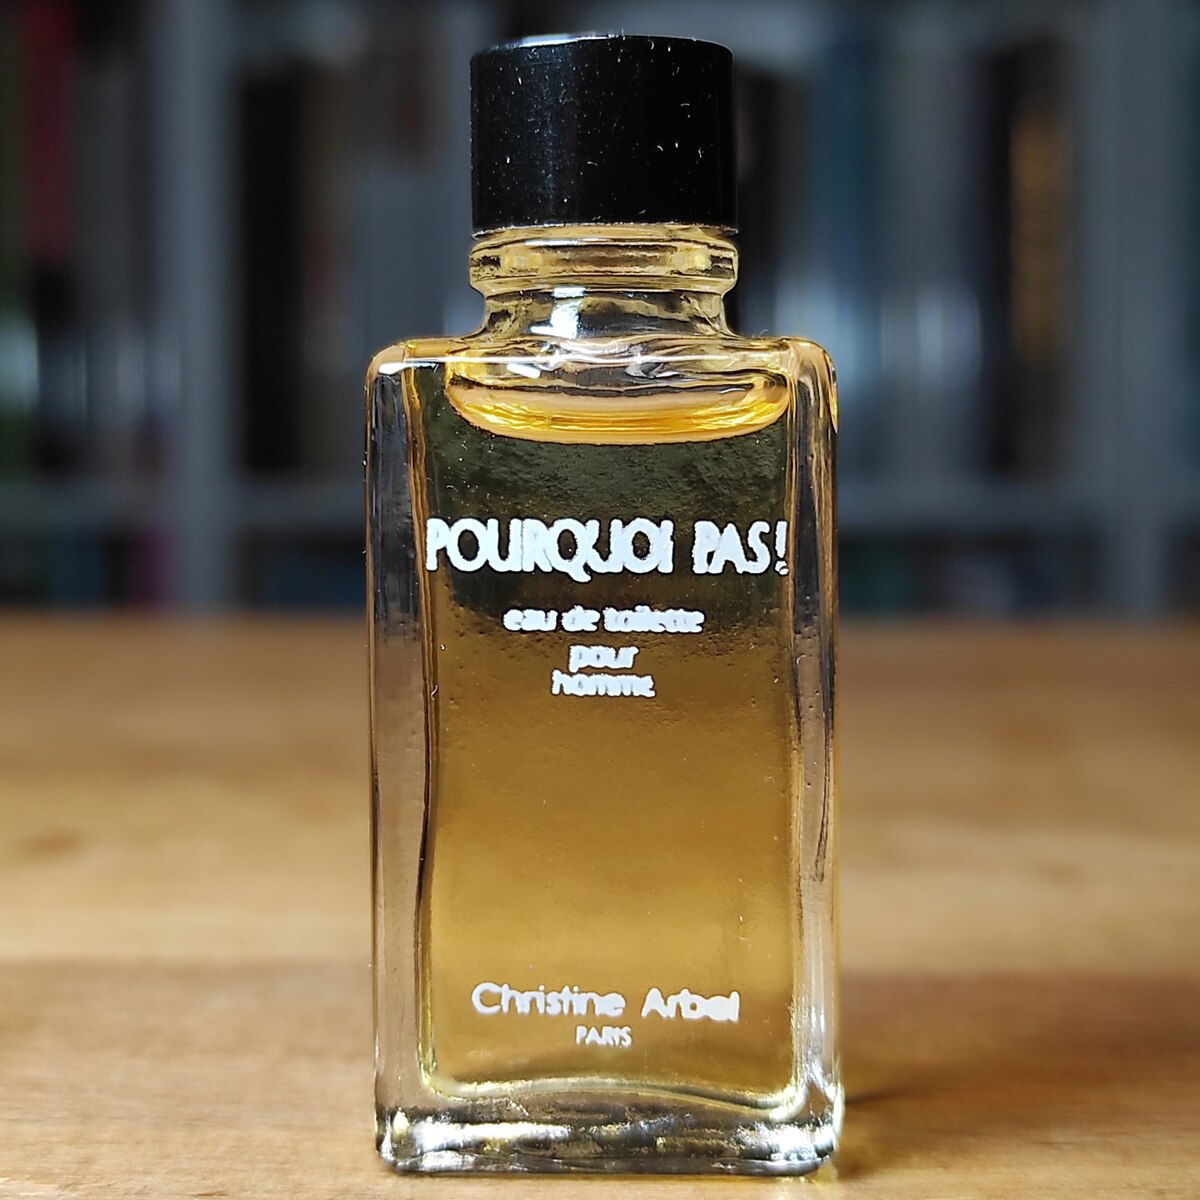 POURQUOI PAS!
eau de toilette
pour
homme
Christine Arbel
PARIS